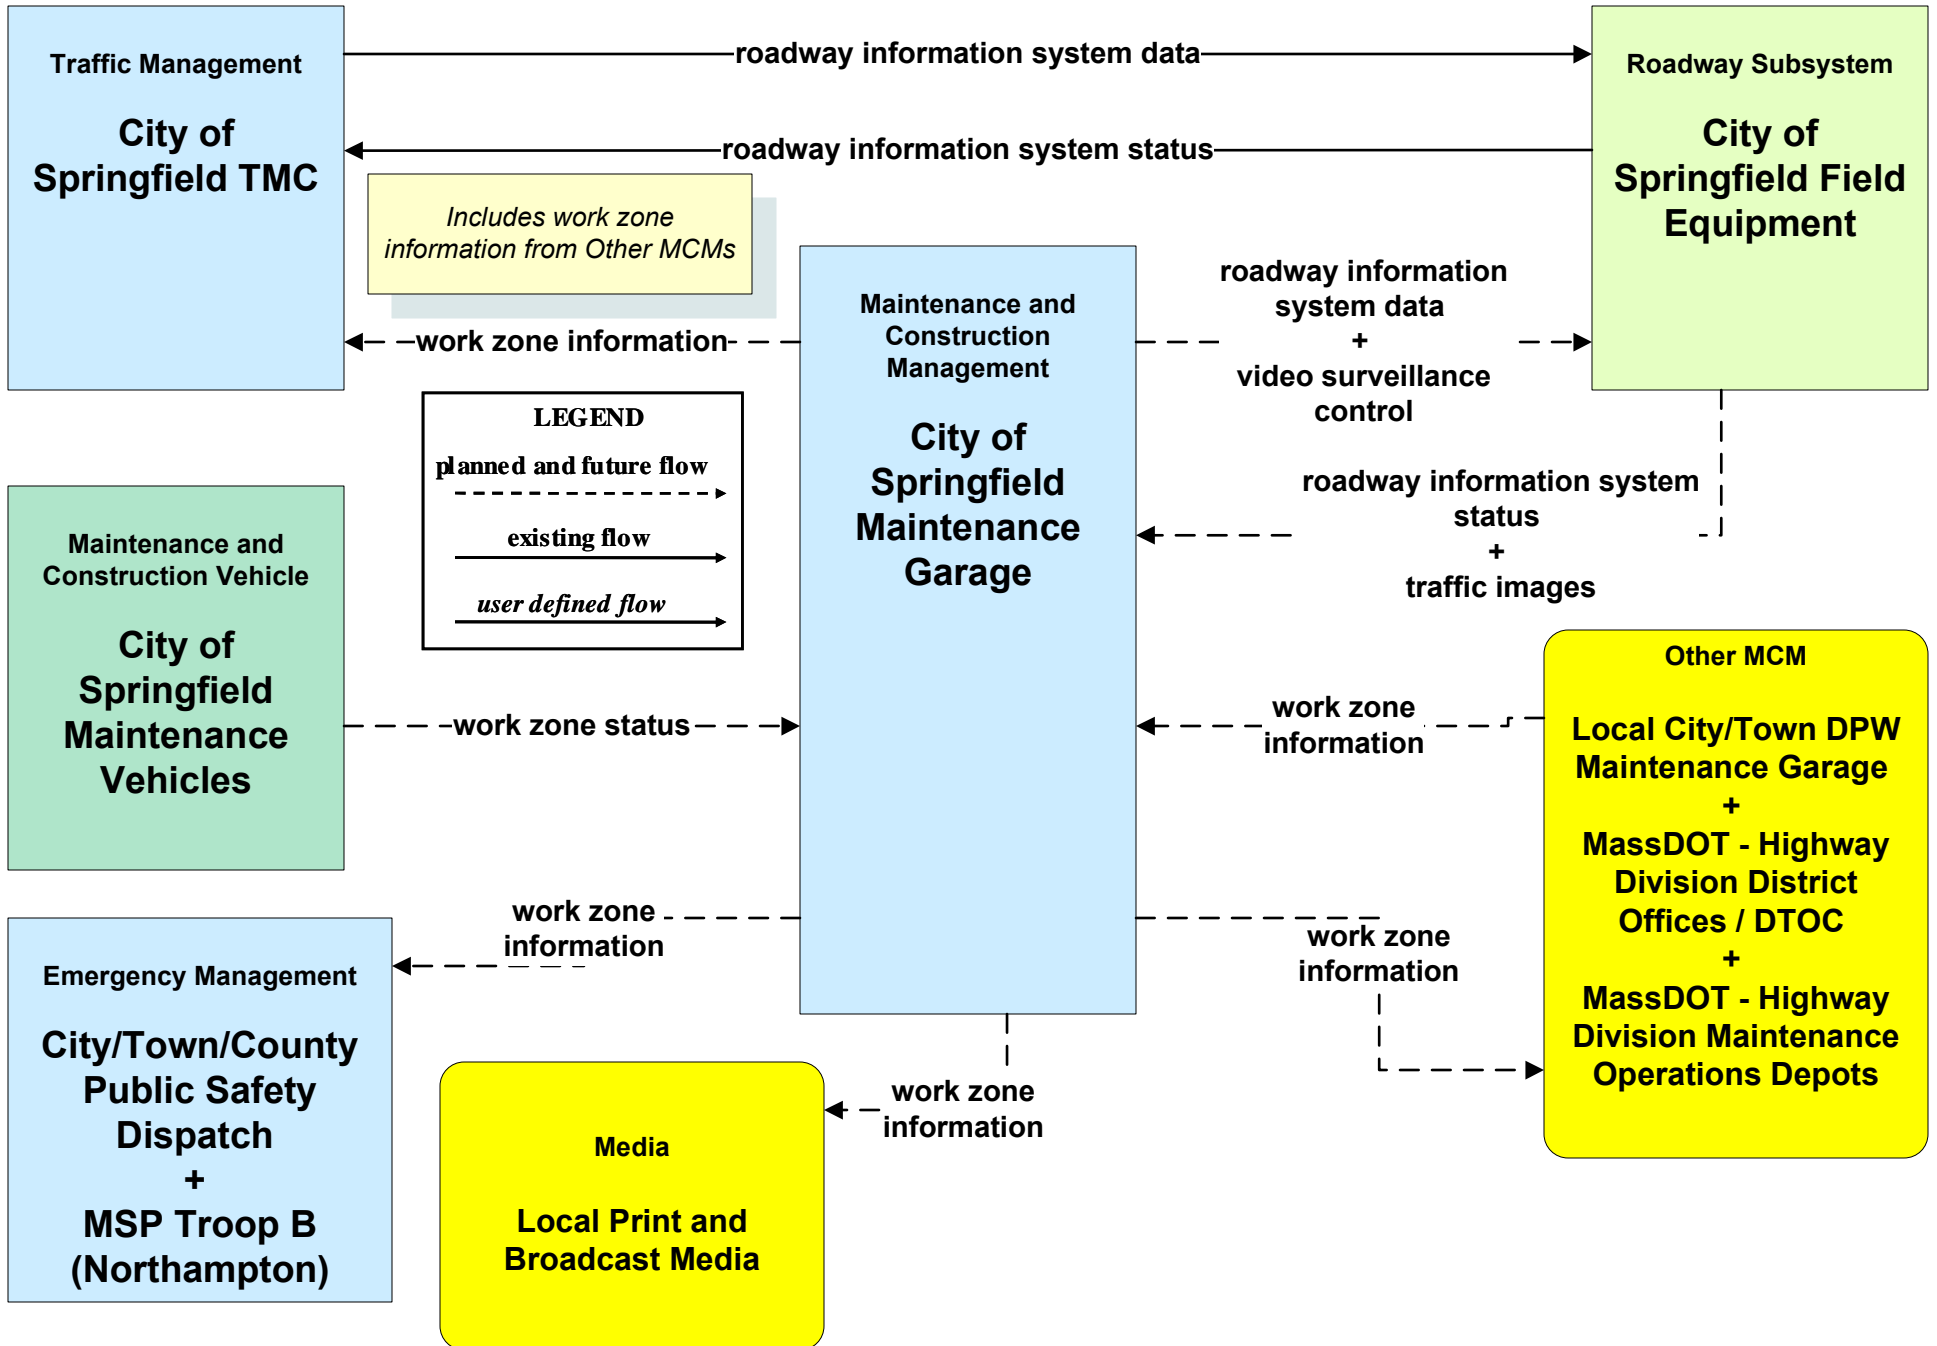 Traffic Management
City of
Springfield TMC
roadway information system data
roadway information system status
Roadway Subsystem
City of
Springfield Field
Equipment
Includes work zone
information from Other MCMs
work zone information
Maintenance and
Construction
Management
City of
Springfield
Maintenance
Garage
roadway information
system data
+
video surveillance
control
roadway information system
status
+
traffic images
LEGEND
planned and future flow
existing flow
user defined flow
Maintenance and
Construction Vehicle
City of
Springfield
Maintenance
Vehicles
work zone status
work zone
information
Other MCM
Local City/Town DPW
Maintenance Garage
+
MassDOT - Highway
Division District
Offices / DTOC
+
MassDOT - Highway
Division Maintenance
Operations Depots
work zone
information
work zone
information
Emergency Management
City/Town/County
Public Safety
Dispatch
+
MSP Troop B
(Northampton)
work zone
information
Media
Local Print and
Broadcast Media